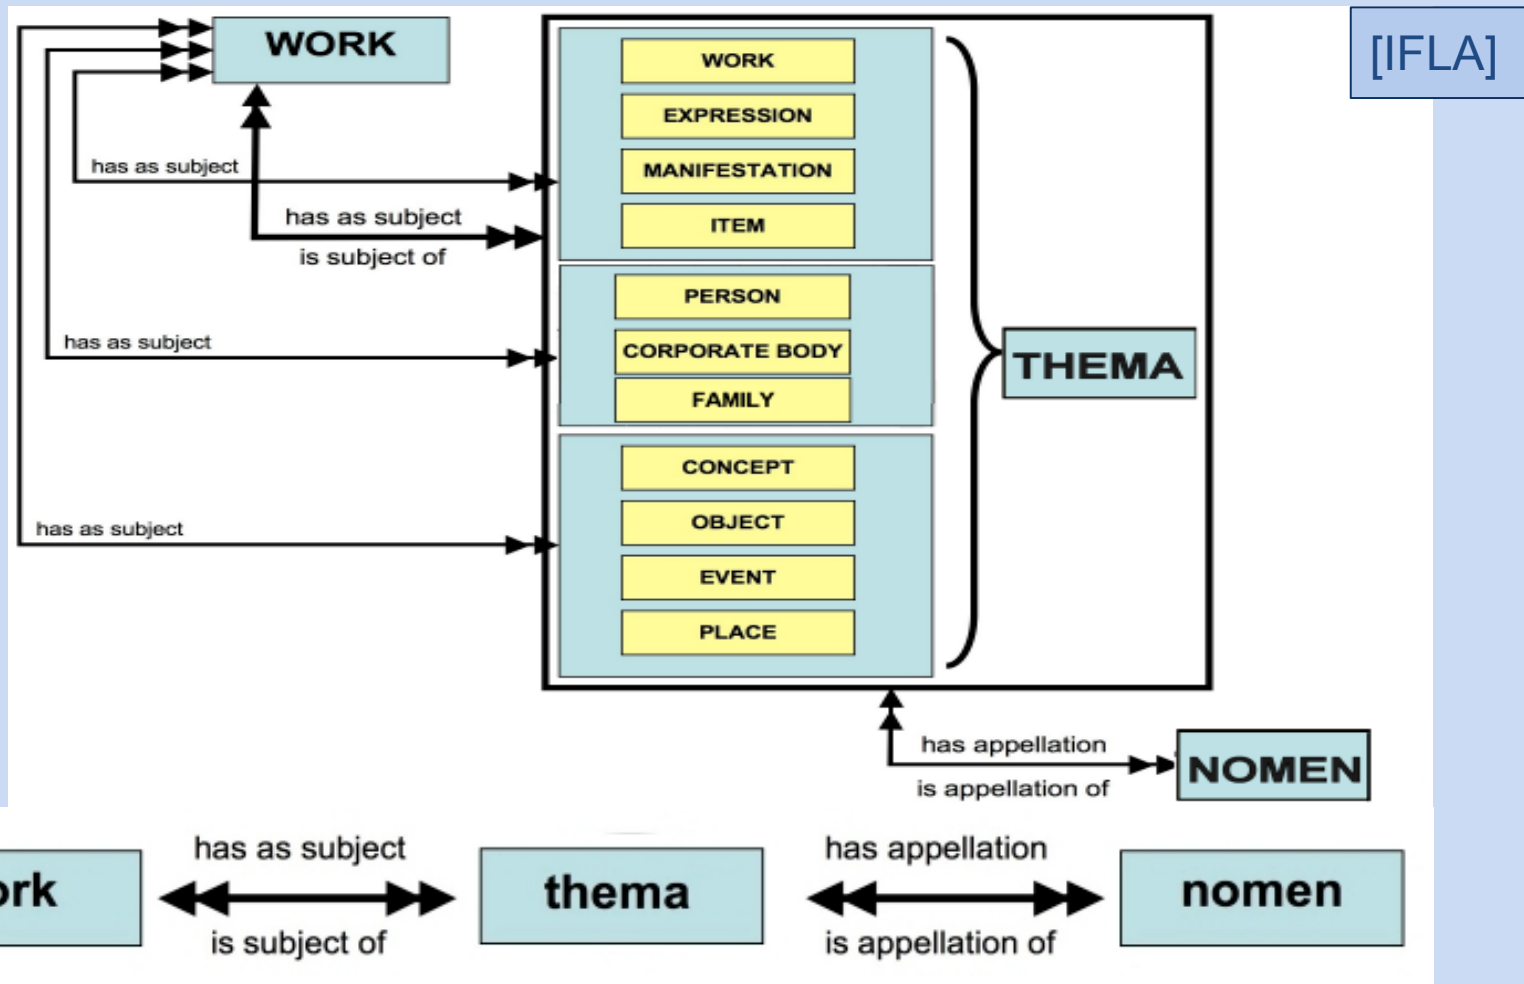 WORK
[IFLA]
WORK
EXPRESSION
MANIFESTATION
ITEM
has as subject
has as subject
is subject of
PERSON
CORPORATE BODY
FAMILY
has as subject
THEMA
CONCEPT
OBJECT
EVENT
PLACE
has as subject
has appellation
is appellation of
NOMEN
has as subject
is subject of
thema
has appellation
is appellation of
nomen